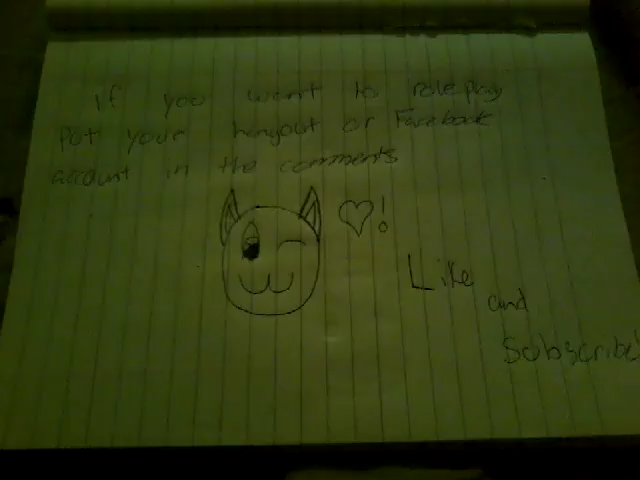 if you want to roleplay
Put your hangout or Facebook
account in the comments
♡!
Like
and
Subscribe